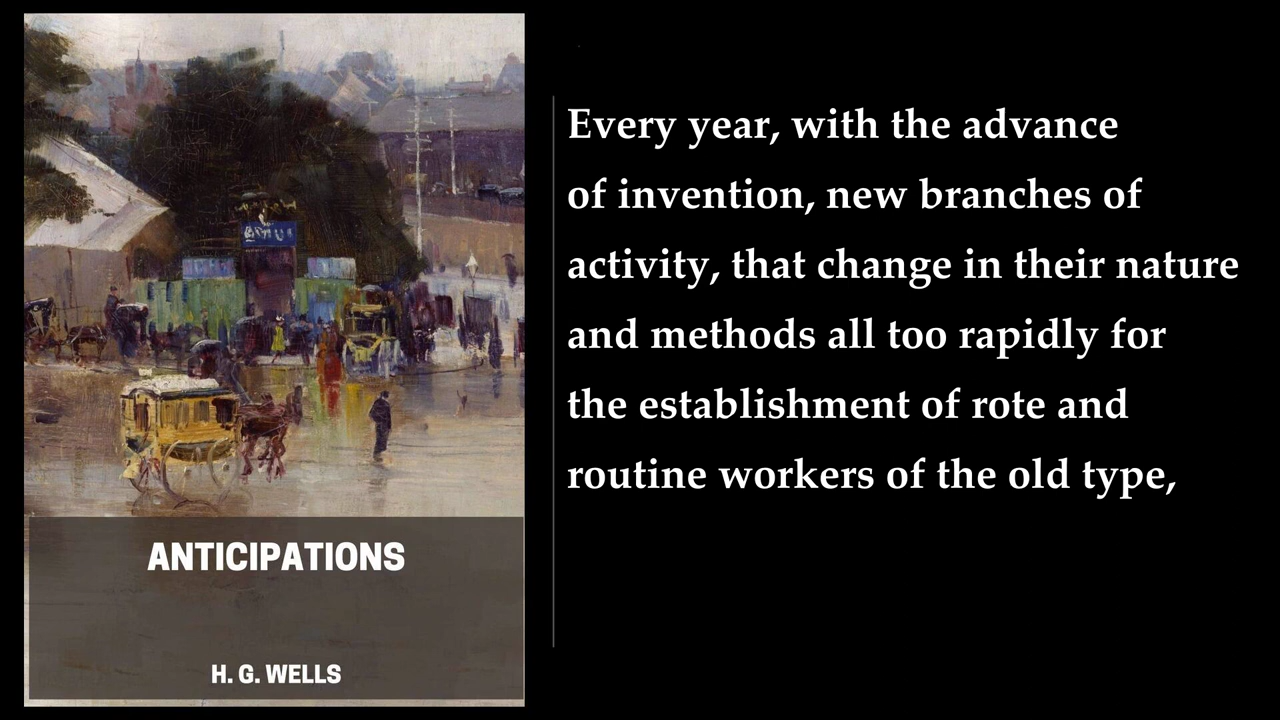 ANTICIPATIONS
H. G. WELLS
Every year, with the advance
of invention, new branches of
activity, that change in their nature
and methods all too rapidly for
the establishment of rote and
routine workers of the old type,